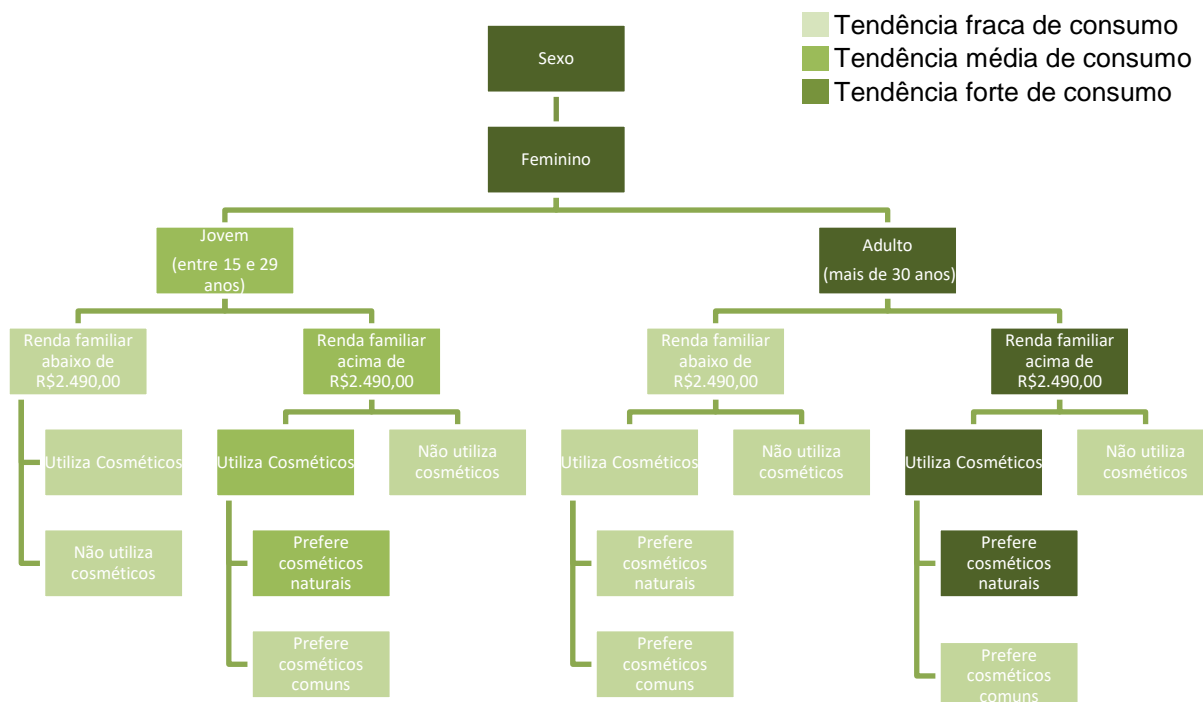 Tendência fraca de consumo
Tendência média de consumo
Tendência forte de consumo
Sexo
Feminino
Jovem
(entre 15 e 29
anos)
Adulto
(mais de 30 anos)
Renda familiar
abaixo de
R$2.490,00
Renda familiar
acima de
R$2.490,00
Renda familiar
abaixo de
R$2.490,00
Renda familiar
acima de
R$2.490,00
Utiliza Cosméticos
Utiliza Cosméticos
Não utiliza
cosméticos
Utiliza Cosméticos
Não utiliza
cosméticos
Utiliza Cosméticos
Não utiliza
cosméticos
Não utiliza
cosméticos
Prefere
cosméticos
naturais
Prefere
cosméticos
naturais
Prefere
cosméticos
naturais
Prefere
cosméticos
comuns
Prefere
cosméticos
comuns
Prefere
cosméticos
comuns